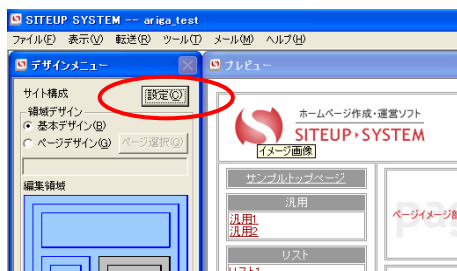 SITEUP SYSTEM -- ariga_test
ファイル(F) 表示(V) 転送(R) ツール(T) メール(M) ヘルプ(H)
デザインメニュー
サイト構成
設定(C)
領域デザイン
基本デザイン(B)
ページデザイン(G)
ページ選択(Q)
編集領域
プレビュー
ホームページ作成・運営ソフト
SITEUP・SYSTEM
イメージ画像
サンプルトップページ
汎用
汎用1
汎用2
リスト
リスト1
ページイメージ